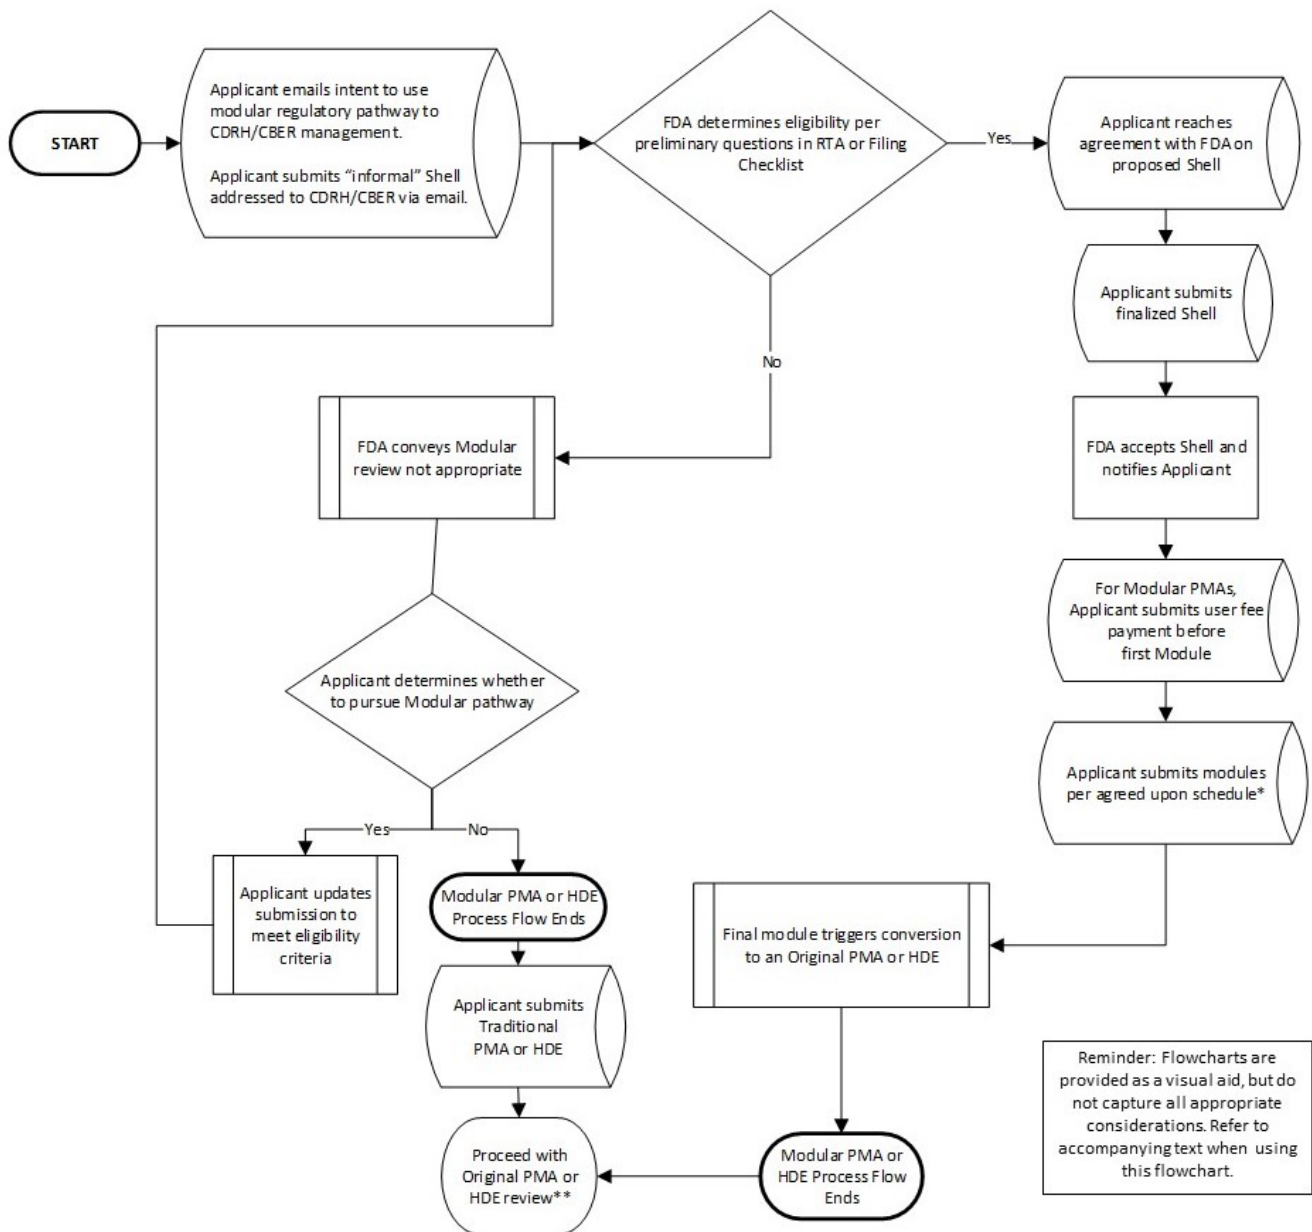 START
Applicant emails intent to use
modular regulatory pathway to
CDRH/CBER management.
Applicant submits “informal” Shell
addressed to CDRH/CBER via email.
FDA determines eligibility per
preliminary questions in RTA or Filing
Checklist
Yes
Applicant reaches
agreement with FDA on
proposed Shell
Applicant submits
finalized Shell
No
FDA conveys Modular
review not appropriate
FDA accepts Shell and
notifies Applicant
For Modular PMAs,
Applicant submits user fee
payment before
first Module
Applicant determines whether
to pursue Modular pathway
Applicant submits modules
per agreed upon schedule*
Yes
No
Applicant updates
submission to
meet eligibility
criteria
Modular PMA or HDE
Process Flow Ends
Final module triggers conversion
to an Original PMA or HDE
Applicant submits
Traditional
PMA or HDE
Reminder: Flowcharts are
provided as a visual aid, but do
not capture all appropriate
considerations. Refer to
accompanying text when using
this flowchart.
Proceed with
Original PMA or
HDE review**
Modular PMA or
HDE Process Flow
Ends